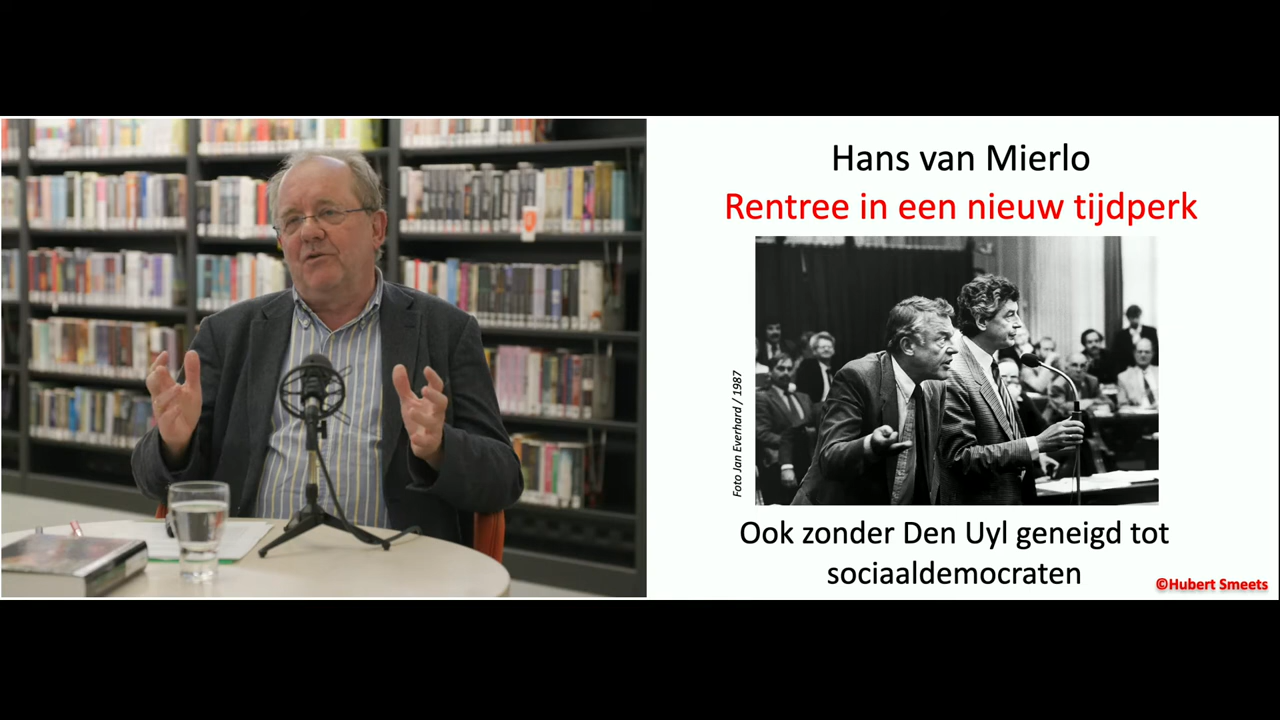 Hans van Mierlo
Rentree in een nieuw tijdperk
Foto Jan Everhard / 1987
Ook zonder Den Uyl geneigd tot
sociaaldemocraten
©Hubert Smeets